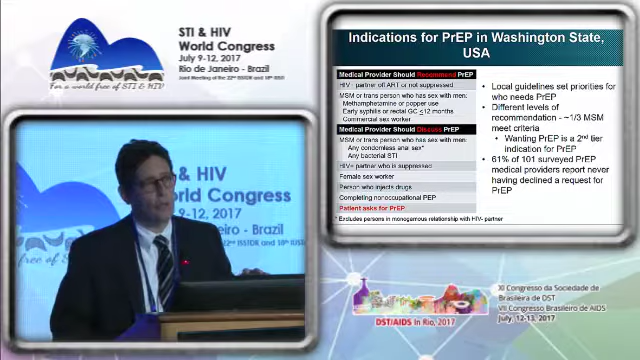 STI & HIV
World Congress
July 9-12, 2017
Rio de Janeiro - Brazil
For a world free of STI & HIV
Indications for PrEP in Washington State,
USA
Medical Provider Should Recommend PrEP
HIV+ partner off ART or not suppressed
MSM or trans person who has sex with men:
Methamphetamine or popper use
Early syphilis or rectal GC <12 months
Commercial sex worker
Medical Provider Should Discuss PrEP
MSM or trans person who has sex with men:
Any condomless anal sex*
Any bacterial STI
HIV+ partner who is suppressed
Female sex worker
Person who injects drugs
Completing nonoccupational PEP
Patient asks for PrEP
* Excludes persons in monogamous relationship with HIV- partner
• Local guidelines set priorities for
who needs PrEP
• Different levels of
recommendation - ~1/3 MSM
meet criteria
• Wanting PrEP is a 2nd tier
indication for PrEP
• 61% of 101 surveyed PrEP
medical providers report never
having declined a request for
PrEP
& HIV
World Congress
9-12, 2017
Janeiro - Brazil
free of STI & HIV
DST/AIDS In Rio, 2017
XI Congresso da Sociedade
Brasileira de DST
VII Congresso Brasileiro de AIDS
July, 12-13, 2017